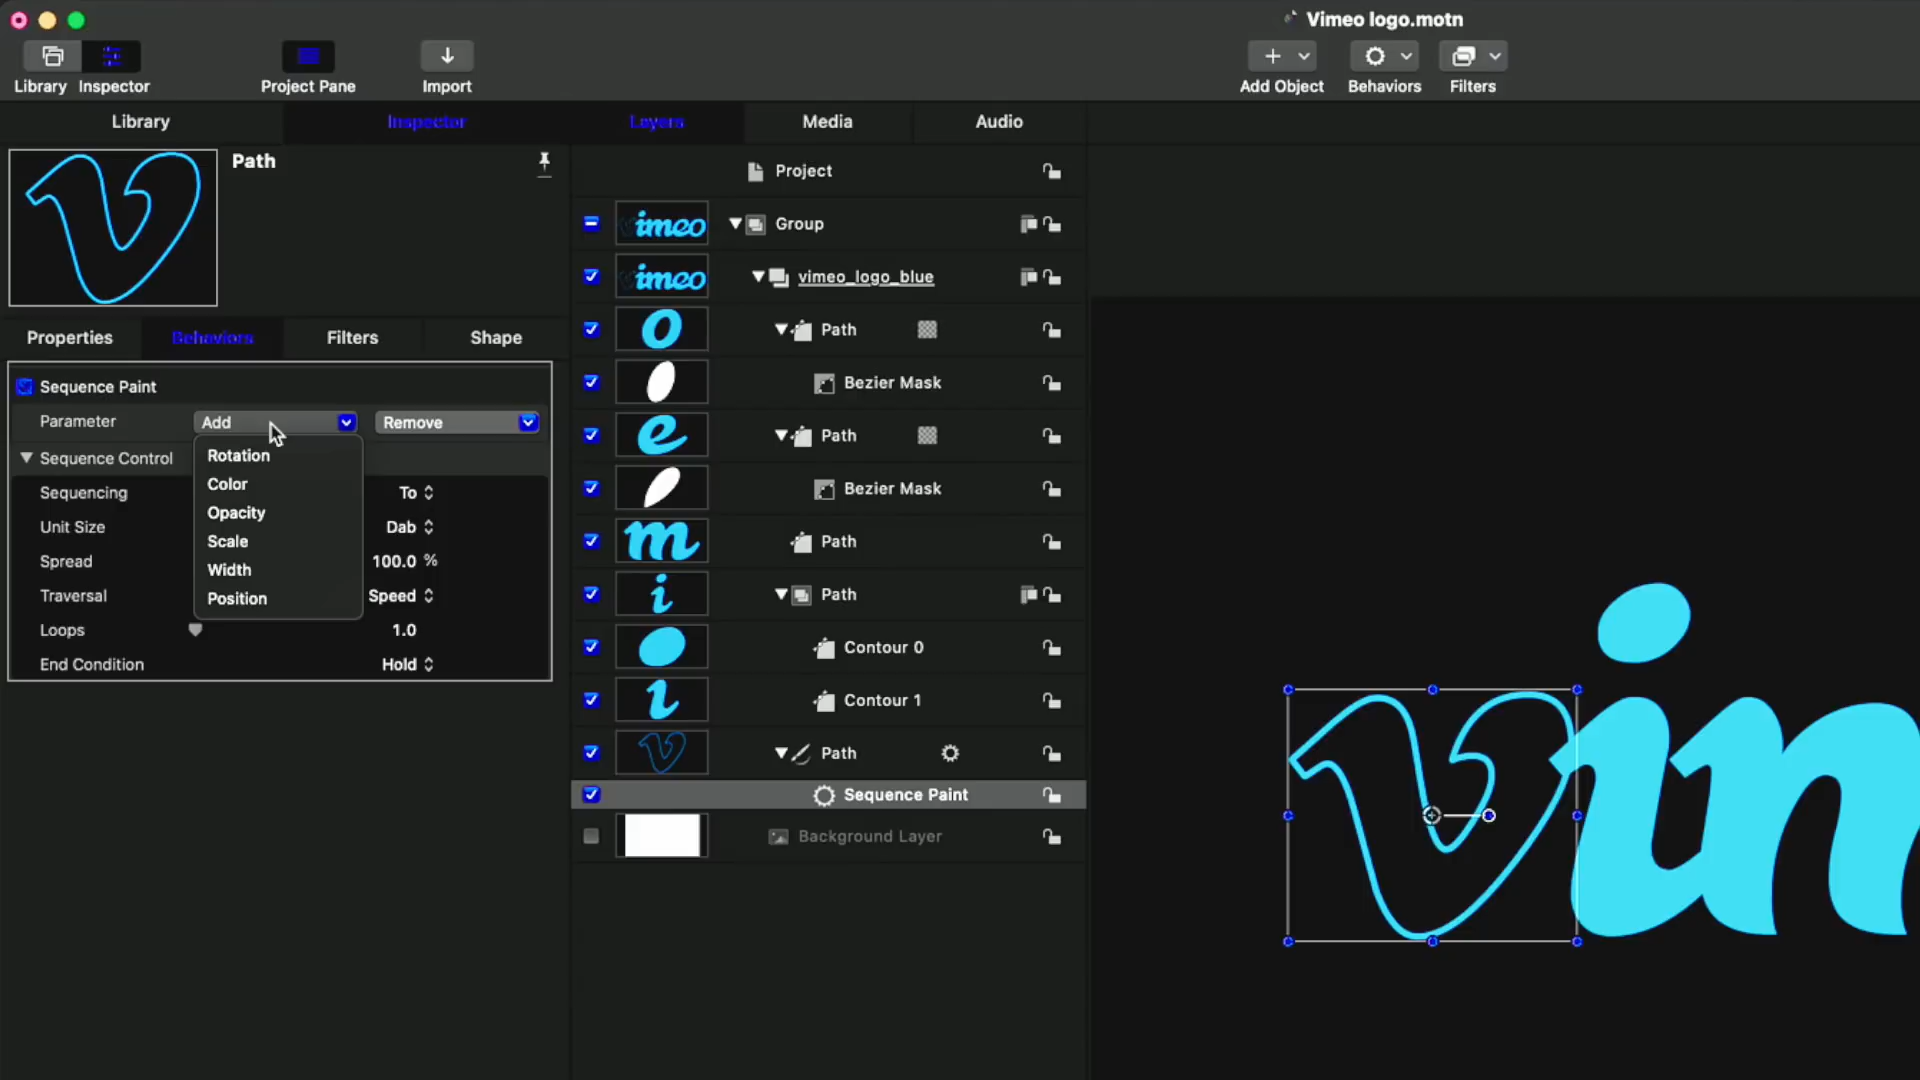 Vimeo logo.motn
Library
Inspector
Project Pane
Import
Add Object
Behaviors
Filters
Library
Inspector
Layers
Media
Audio
Path
Properties
Behaviors
Filters
Shape
Sequence Paint
Parameter
Add
Remove
Rotation
Color
Opacity
Scale
Width
Position
Sequence Control
Sequencing
To
Unit Size
Dab
Spread
100.0 %
Traversal
Speed
Loops
1.0
End Condition
Hold
Project
vimeo
Group
vimeo
vimeo_logo_blue
o
Path
Bezier Mask
e
Path
Bezier Mask
m
Path
i
Path
Contour 0
ı
Contour 1
v
Path
Sequence Paint
Background Layer
vim